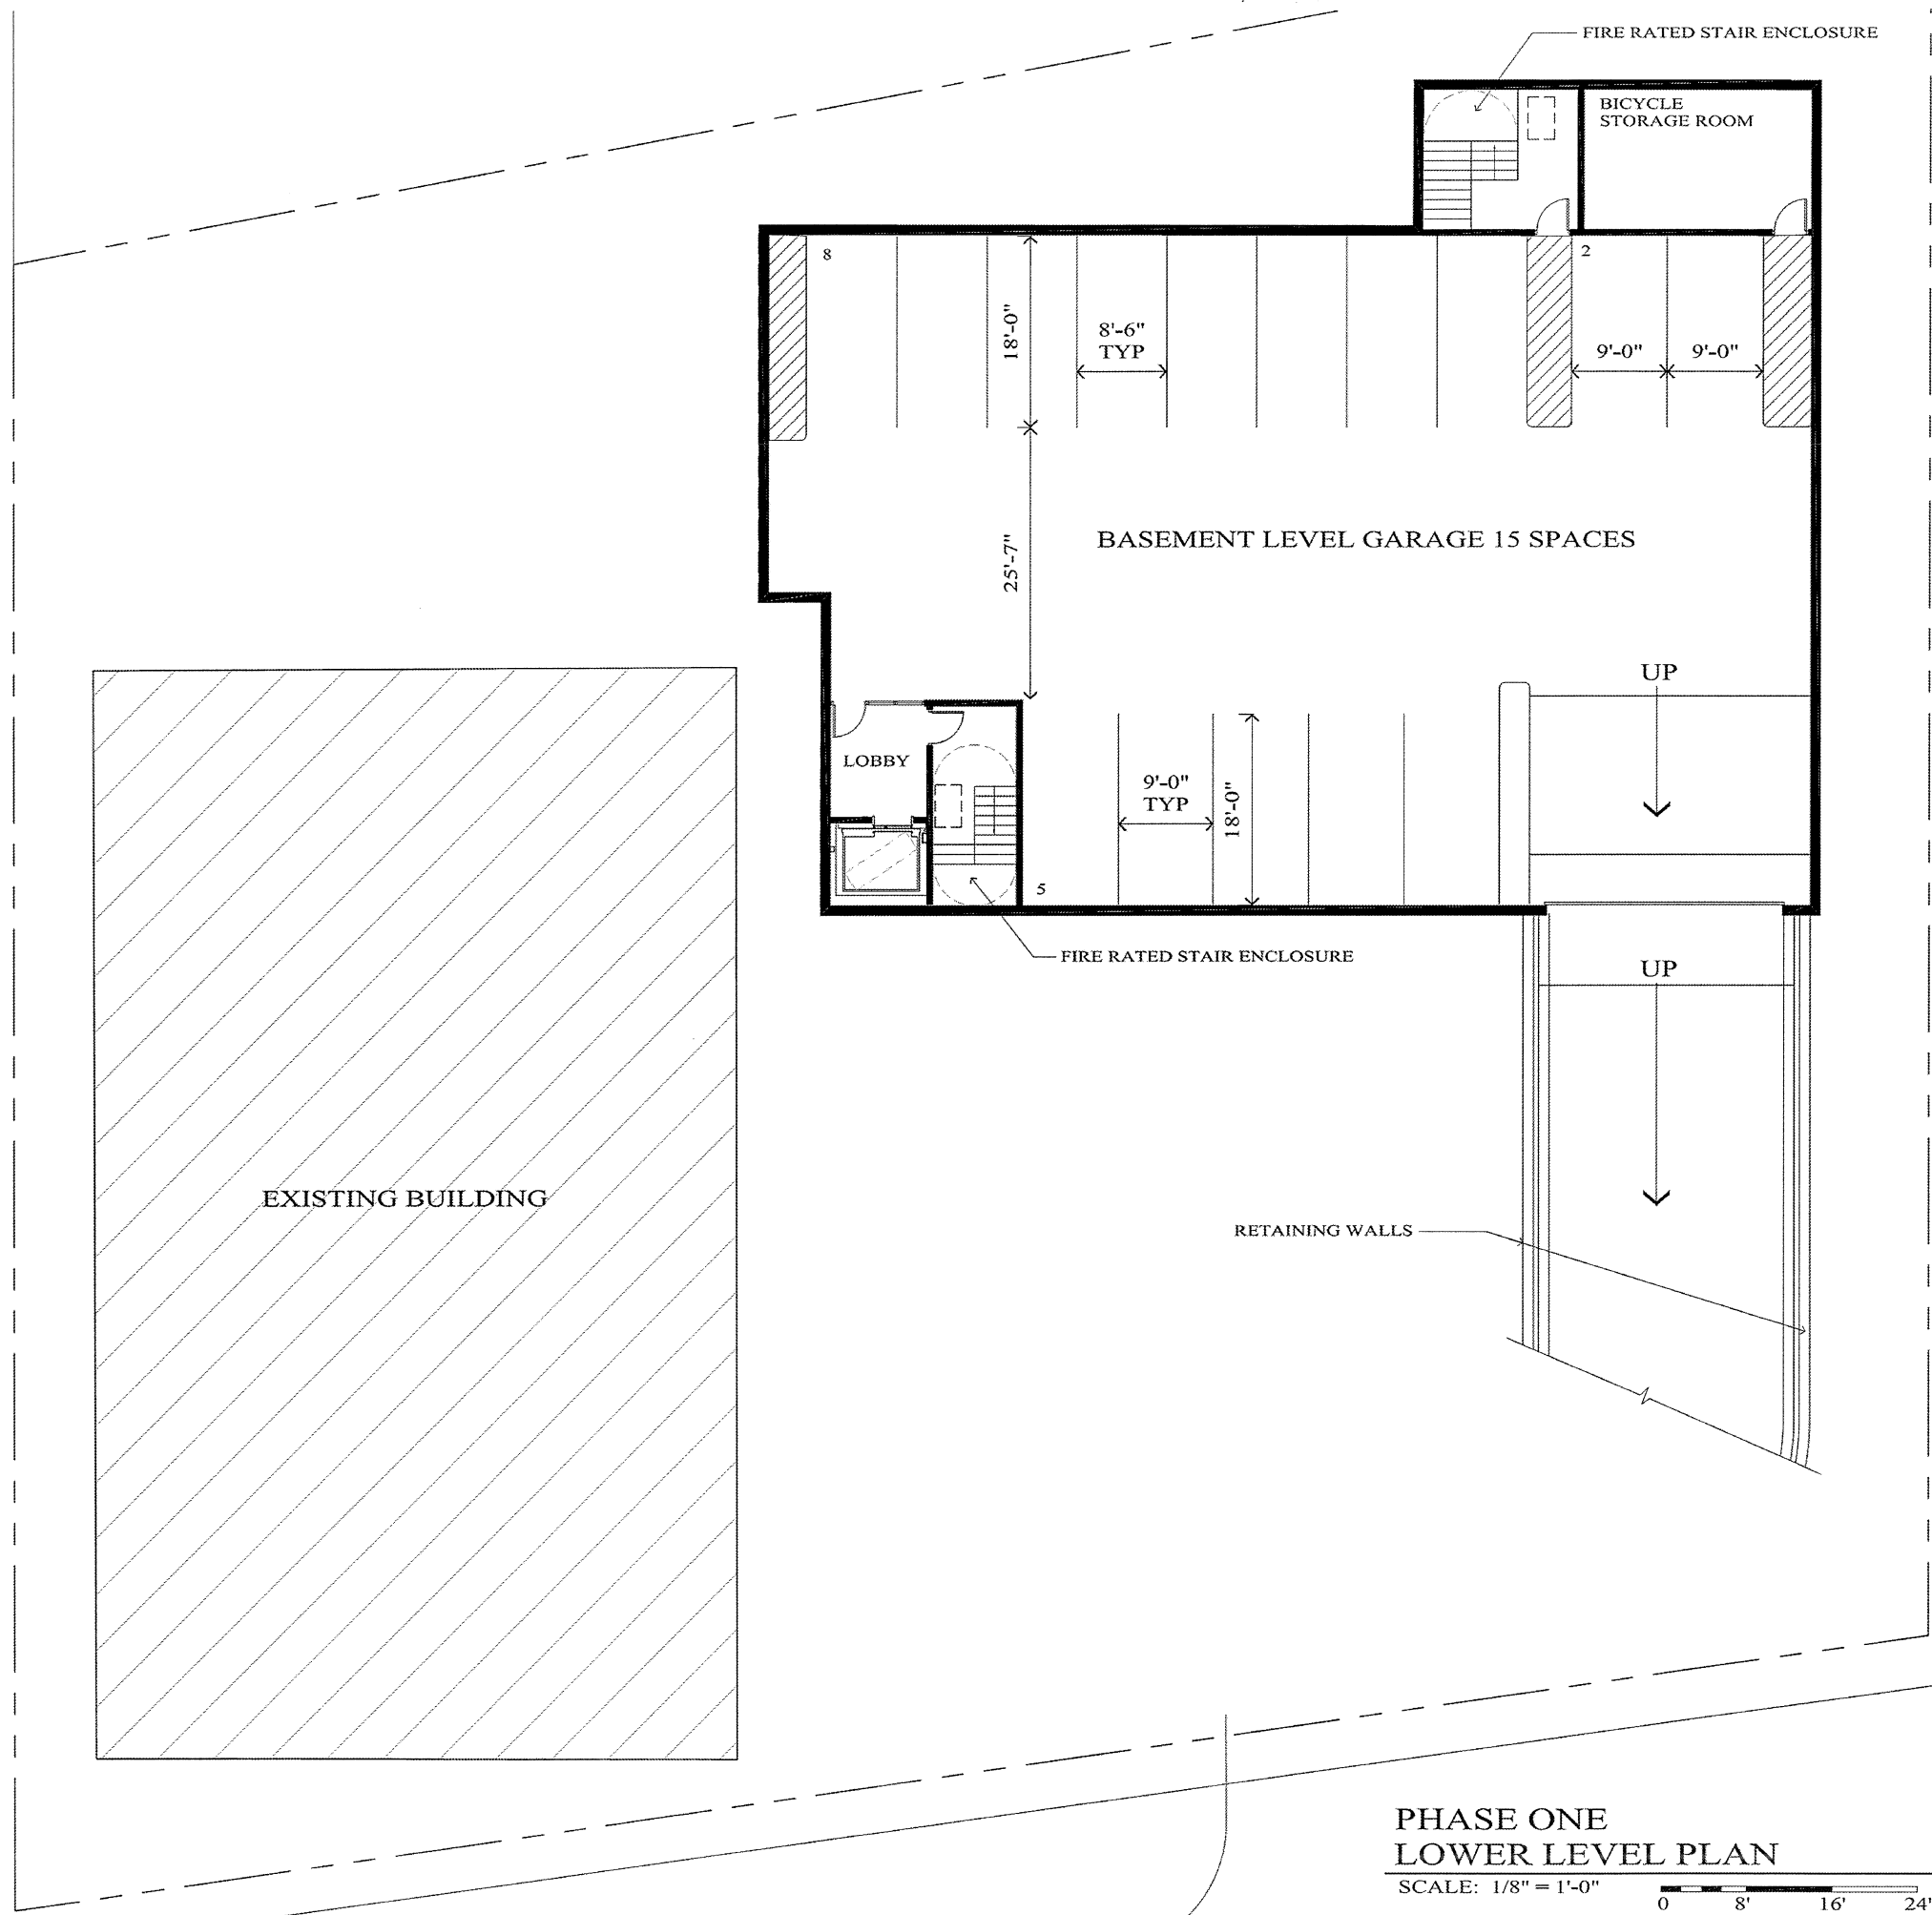 FIRE RATED STAIR ENCLOSURE
BICYCLE
STORAGE ROOM
8
2
18'-0"
8'-6"
TYP
9'-0"
9'-0"
BASEMENT LEVEL GARAGE 15 SPACES
25'-7"
UP
LOBBY
9'-0"
TYP
18'-0"
5
FIRE RATED STAIR ENCLOSURE
UP
EXISTING BUILDING
RETAINING WALLS
PHASE ONE
LOWER LEVEL PLAN
SCALE: 1/8" = 1'-0"
0 8' 16' 24'